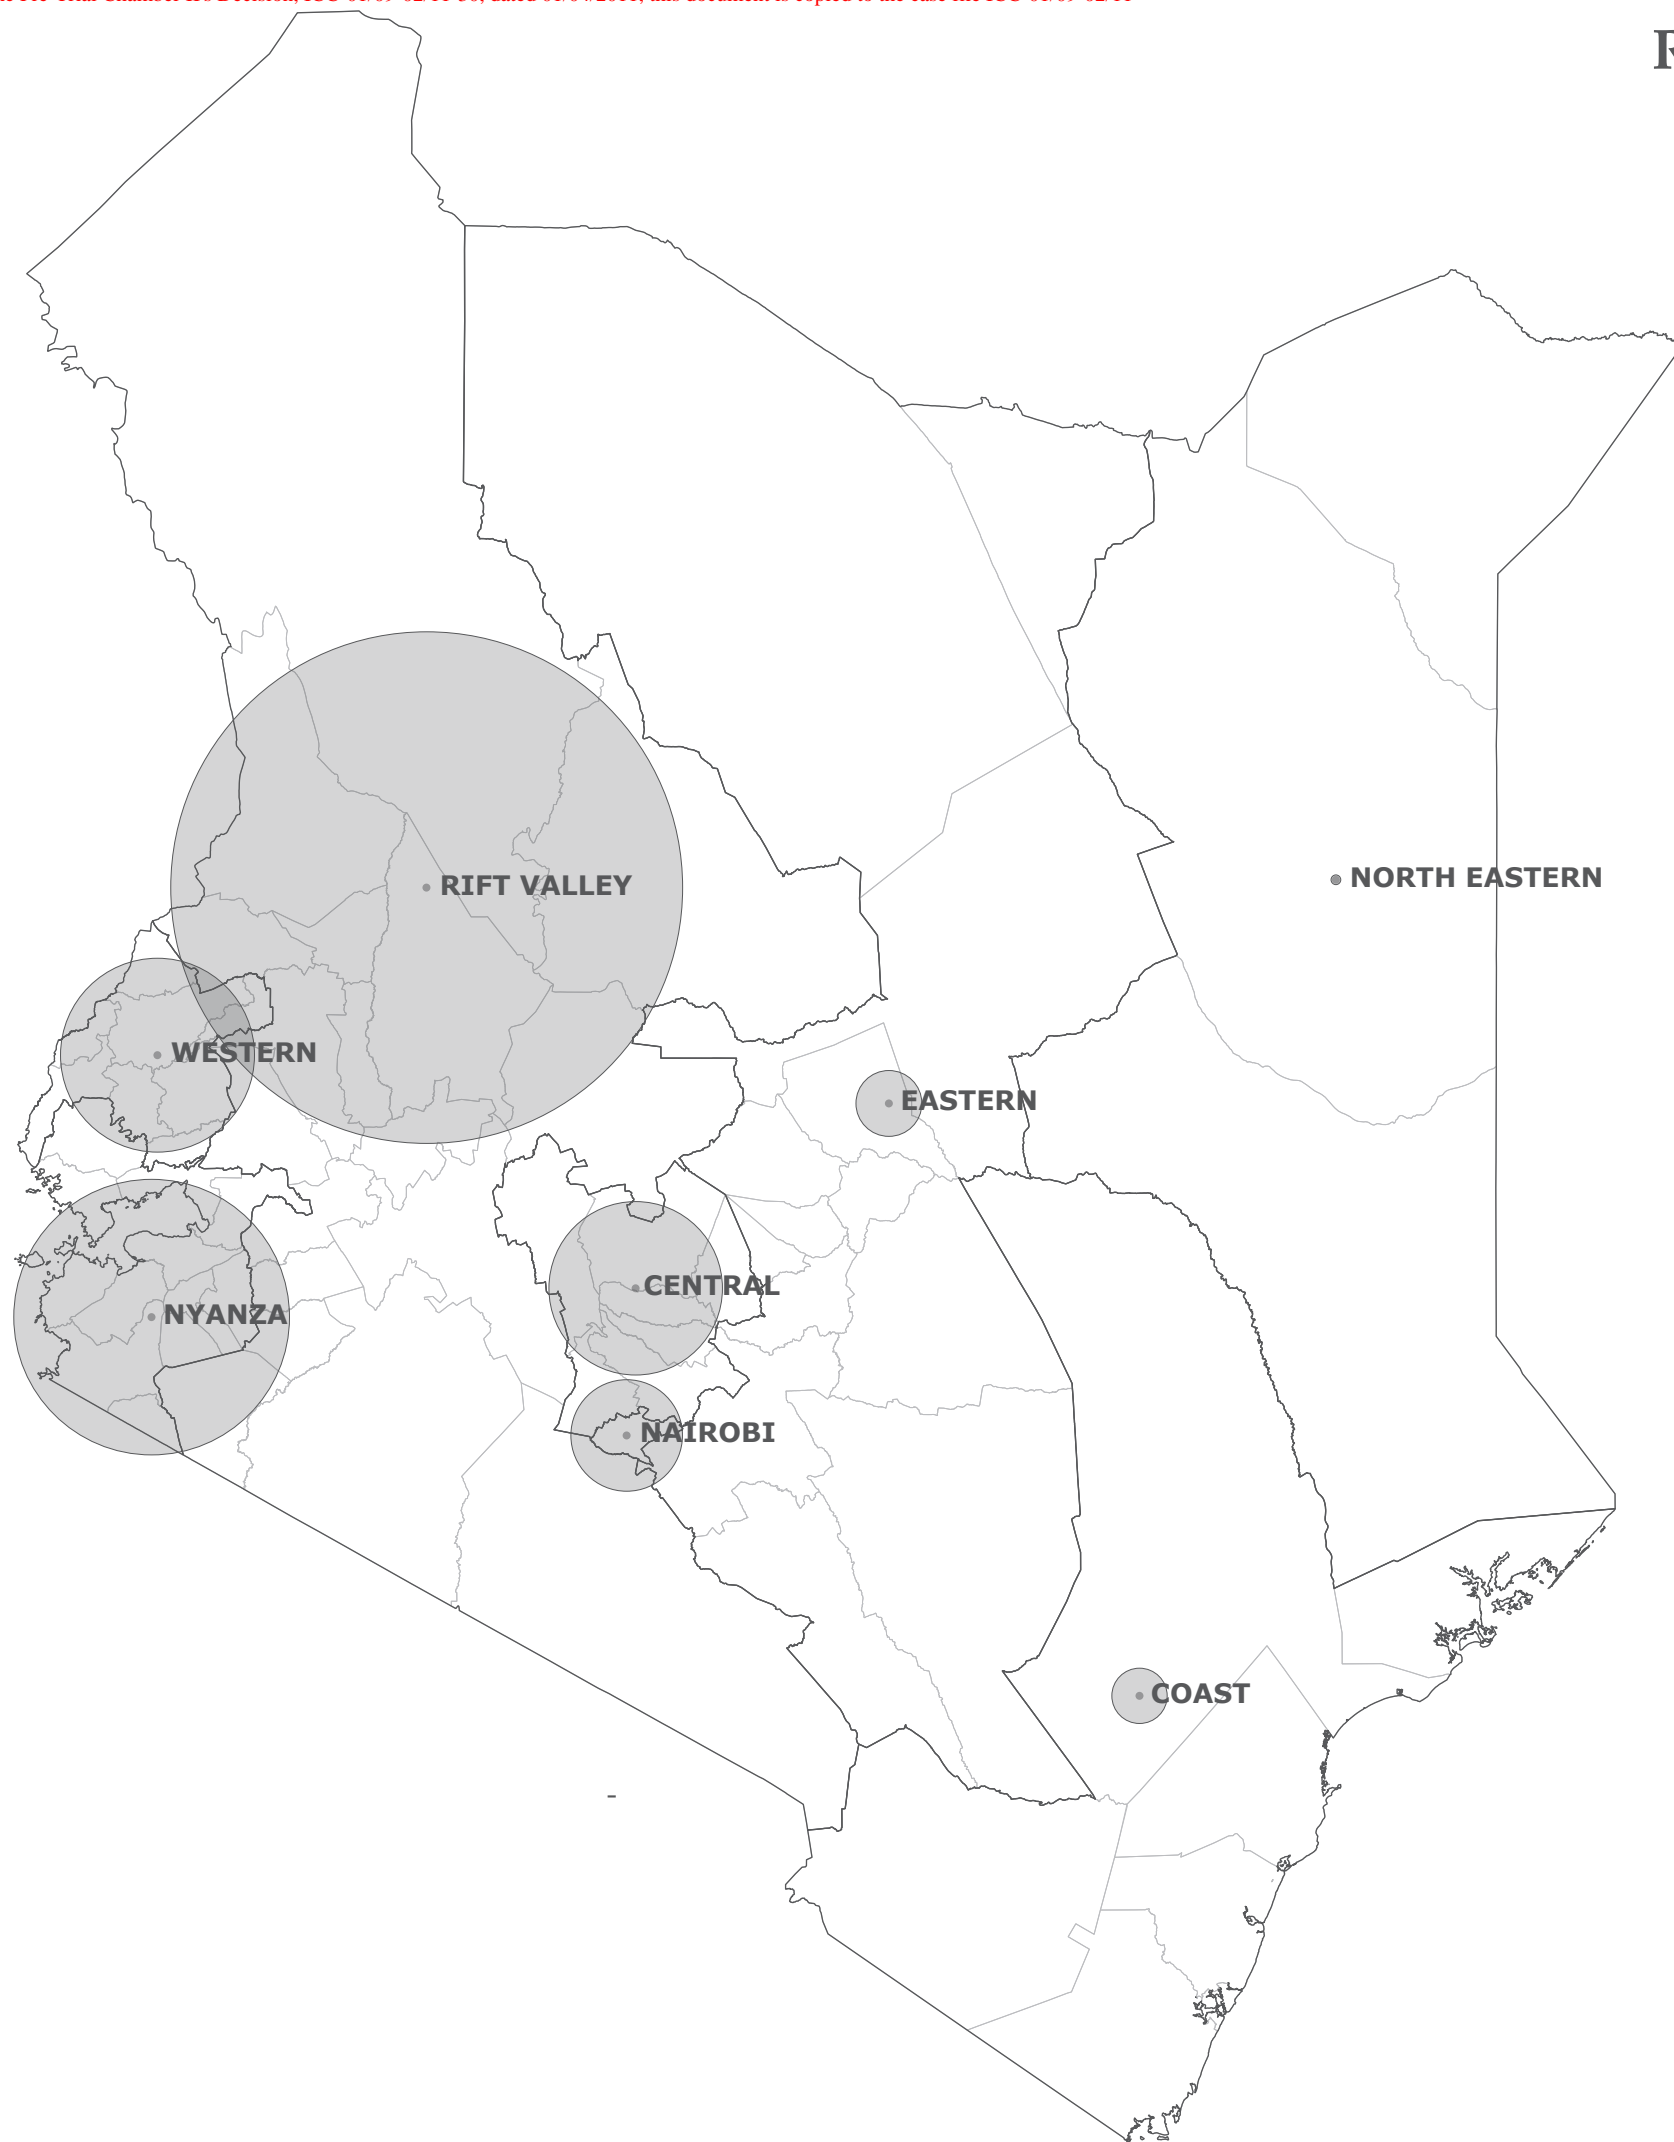 R
RIFT VALLEY
NORTH EASTERN
WESTERN
EASTERN
CENTRAL
NYANZA
NAIROBI
COAST
-